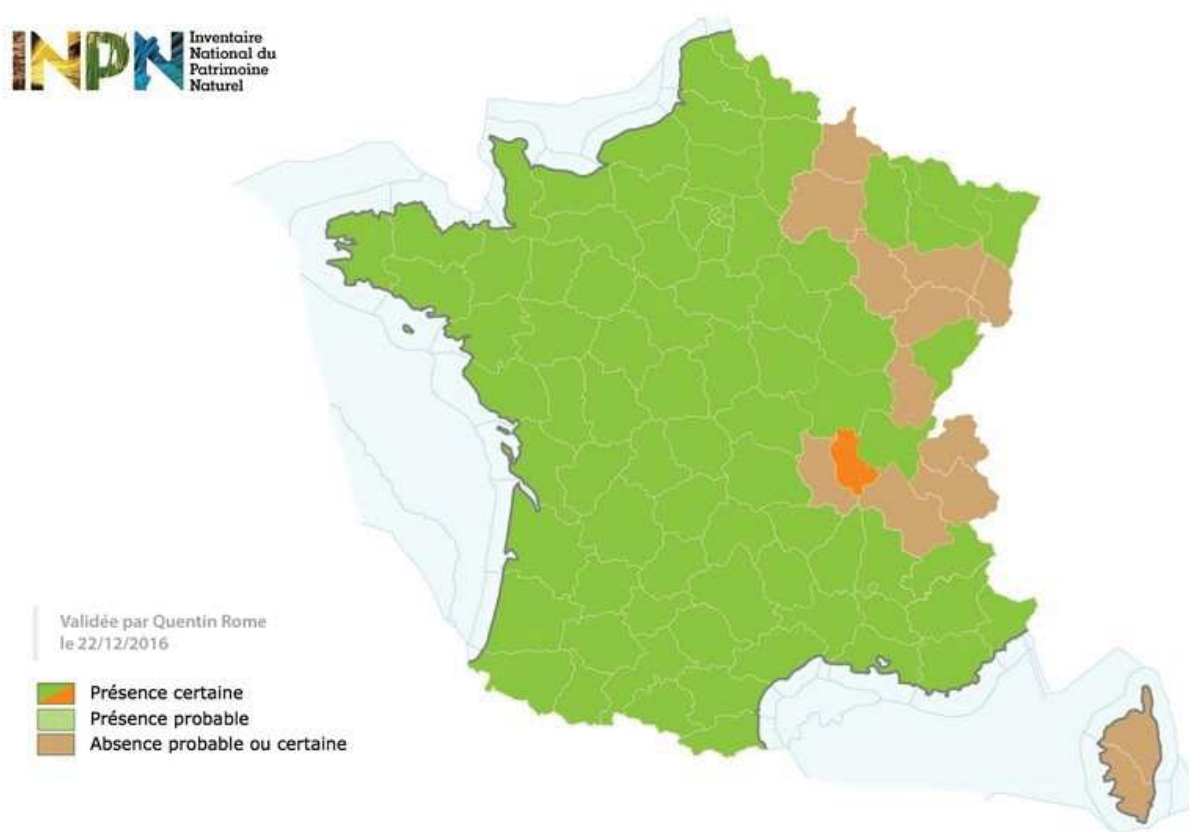 INPN
Inventaire
National du
Patrimoine
Naturel
Validée par Quentin Rome
le 22/12/2016
Présence certaine
Présence probable
Absence probable ou certaine